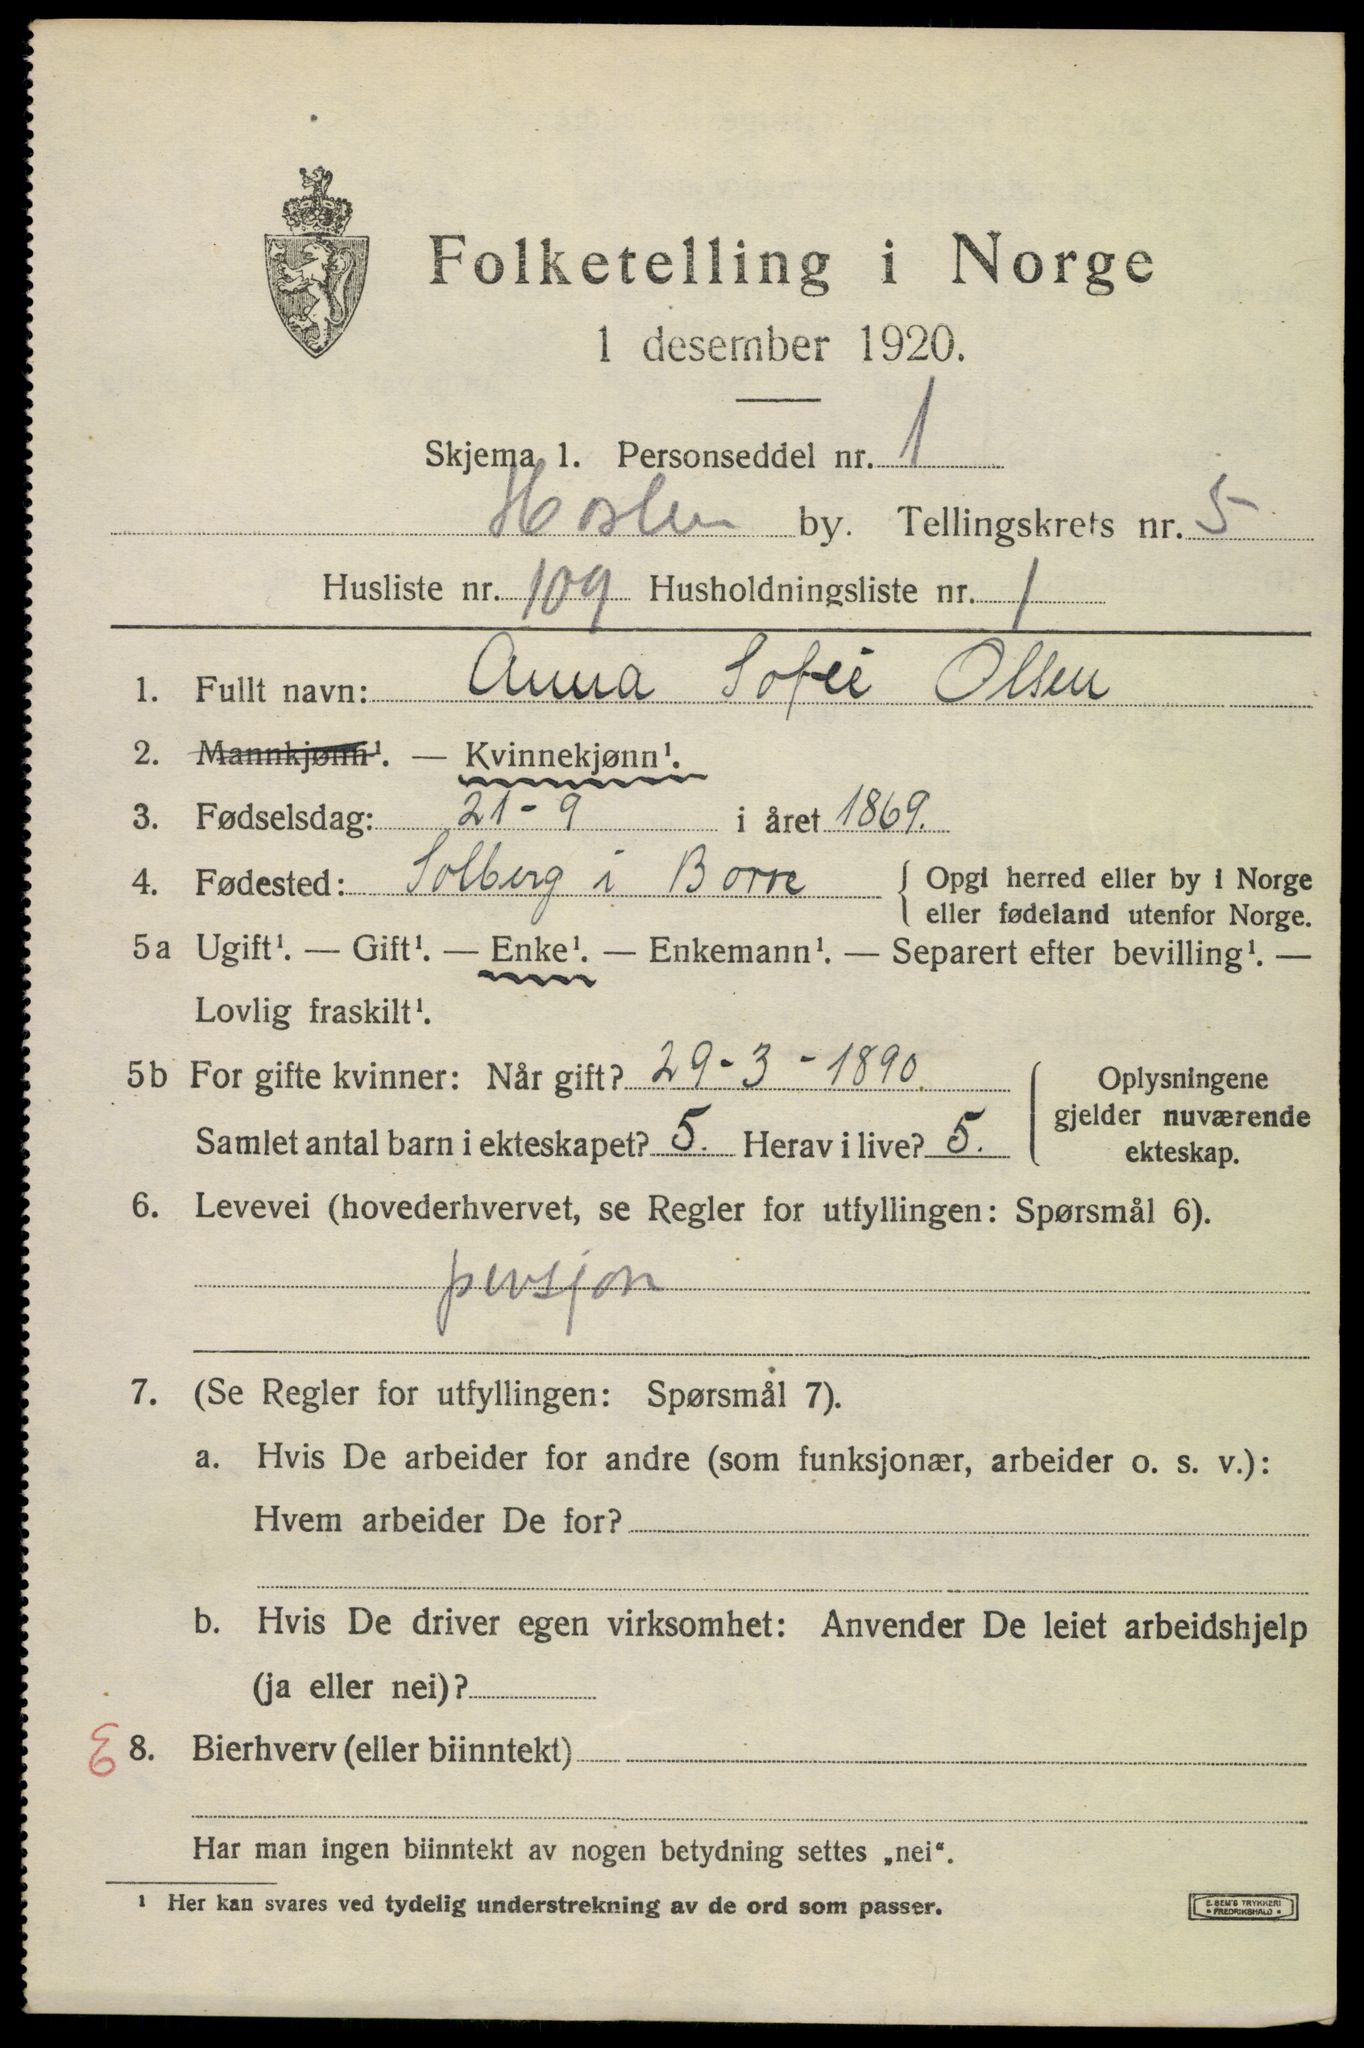 Folketelling i Norge
1 desember 1920.
Skjema 1. Personseddel nr. 1
Horten by. Tellingskrets nr. 5
Husliste nr. 109 Husholdningsliste nr. 1
1. Fullt navn: Anna Sofie Olsen
2. Mannkjønn¹. — Kvinnekjønn¹.
3. Fødselsdag: 21-9 i året 1869.
4. Fødested: Solberg i Borre { Opgi herred eller by i Norge
eller fødeland utenfor Norge.
5a Ugift¹. — Gift¹. — Enke¹. — Enkemann¹. — Separert efter bevilling¹. —
Lovlig fraskilt¹.
5b For gifte kvinner: Når gift? 29-3-1890.
Samlet antal barn i ekteskapet? 5. Herav i live? 5.
Oplysningene
gjelder nuværende
ekteskap.
6. Levevei (hovederhvervet, se Regler for utfyllingen: Spørsmål 6).
pensjon
7. (Se Regler for utfyllingen: Spørsmål 7).
a. Hvis De arbeider for andre (som funksjonær, arbeider o. s. v.):
Hvem arbeider De for?
b. Hvis De driver egen virksomhet: Anvender De leiet arbeidshjelp
(ja eller nei)?
8. Bierhverv (eller biinntekt)
Har man ingen biinntekt av nogen betydning settes „nei“.
¹ Her kan svares ved tydelig understrekning av de ord som passer.
E. SEM'S TRYKKERI
• FREDRIKSHALD •